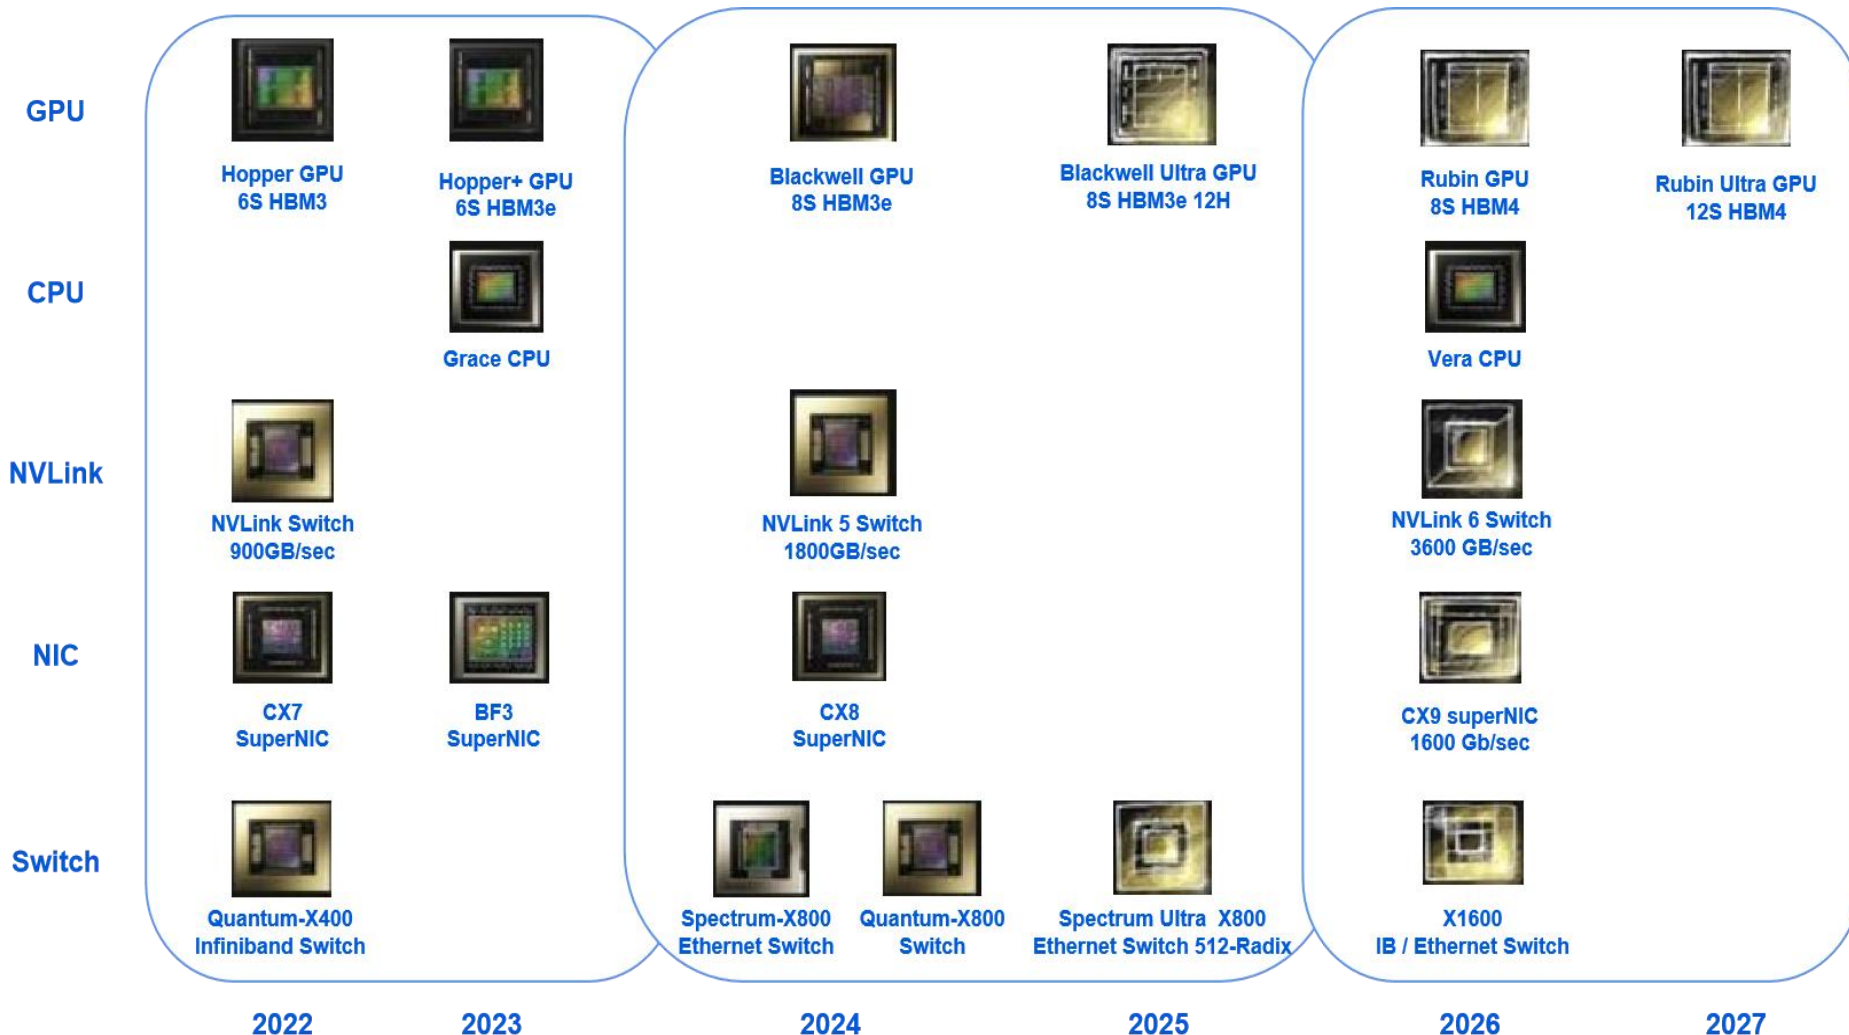 GPU
Hopper GPU
6S HBM3
Hopper+ GPU
6S HBM3e
Blackwell GPU
8S HBM3e
Blackwell Ultra GPU
8S HBM3e 12H
Rubin GPU
8S HBM4
Rubin Ultra GPU
12S HBM4
CPU
Grace CPU
Vera CPU
NVLink
NVLink Switch
900GB/sec
NVLink 5 Switch
1800GB/sec
NVLink 6 Switch
3600 GB/sec
NIC
CX7
SuperNIC
BF3
SuperNIC
CX8
SuperNIC
CX9 superNIC
1600 Gb/sec
Switch
Quantum-X400
Infiniband Switch
Spectrum-X800
Ethernet Switch
Quantum-X800
Switch
Spectrum Ultra X800
Ethernet Switch 512-Radix
X1600
IB / Ethernet Switch
2022
2023
2024
2025
2026
2027